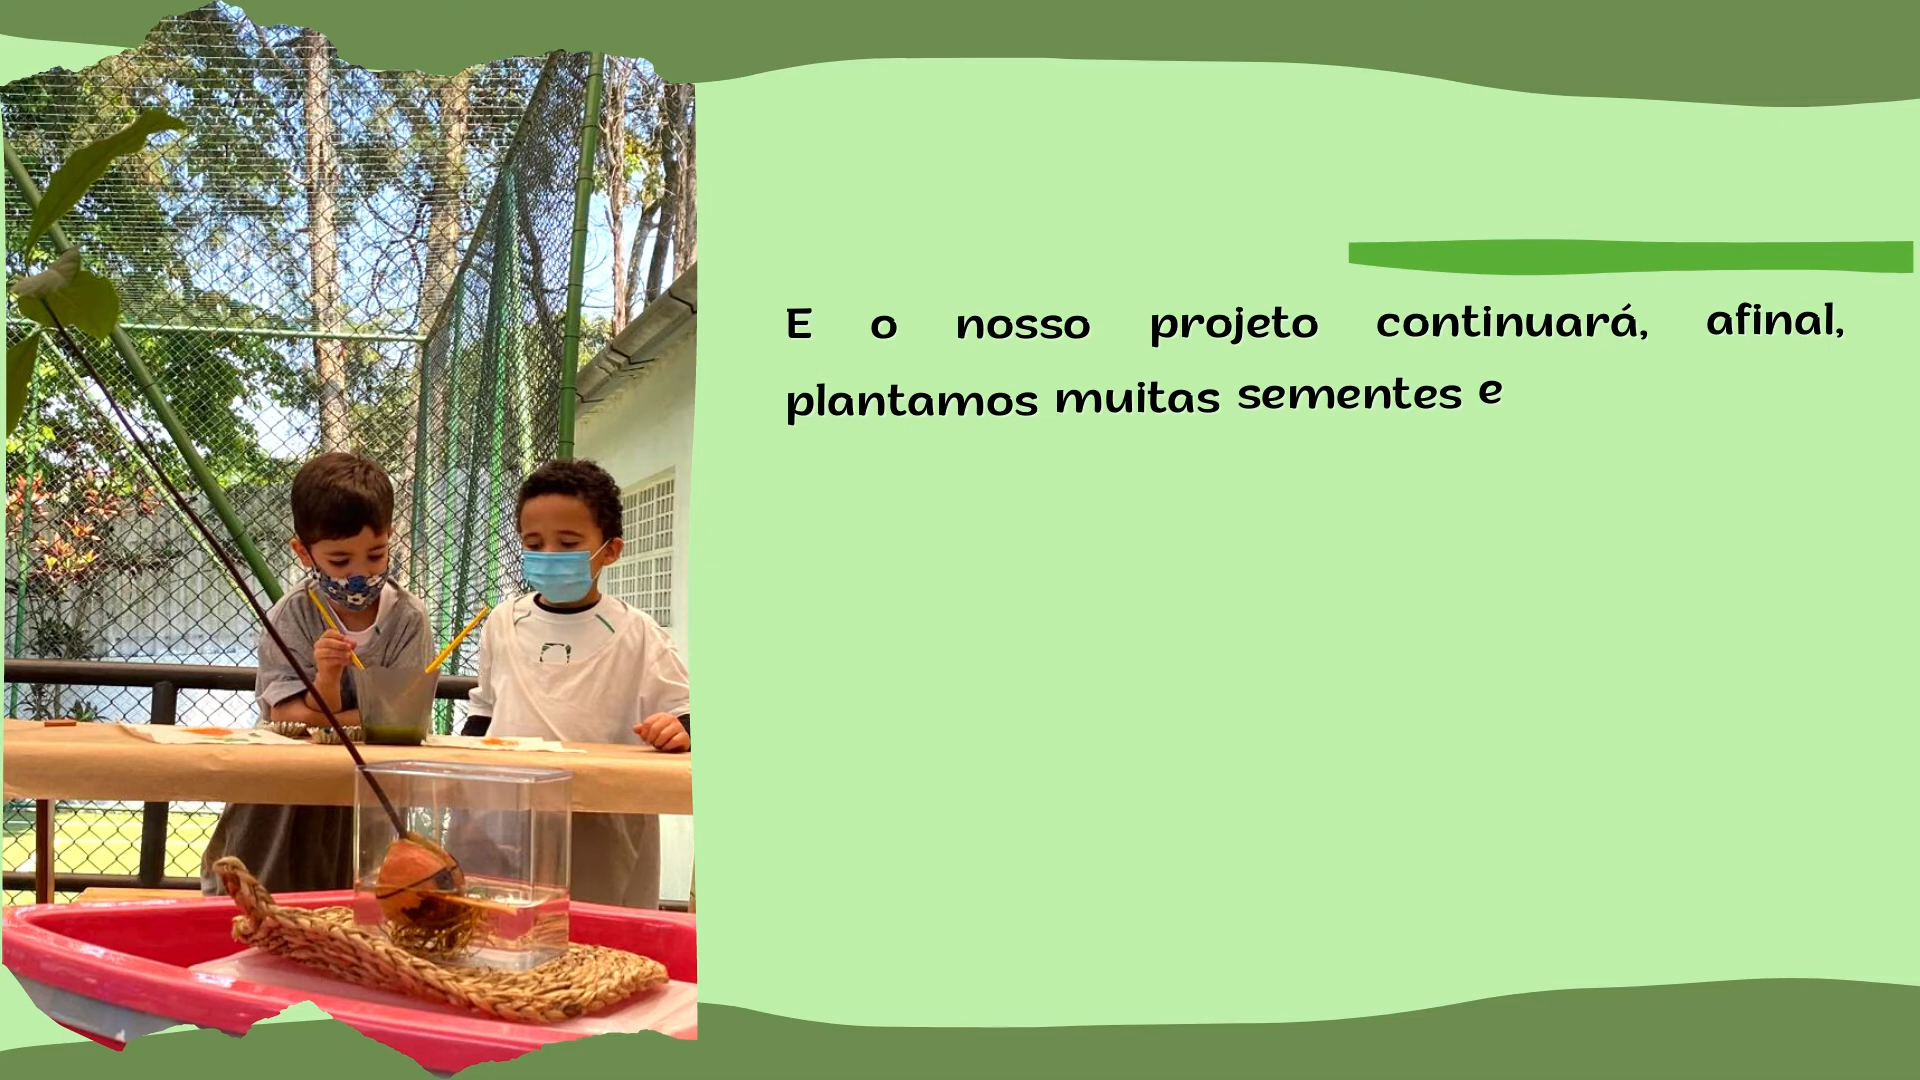 E o nosso projeto continuará, afinal,
plantamos muitas sementes e